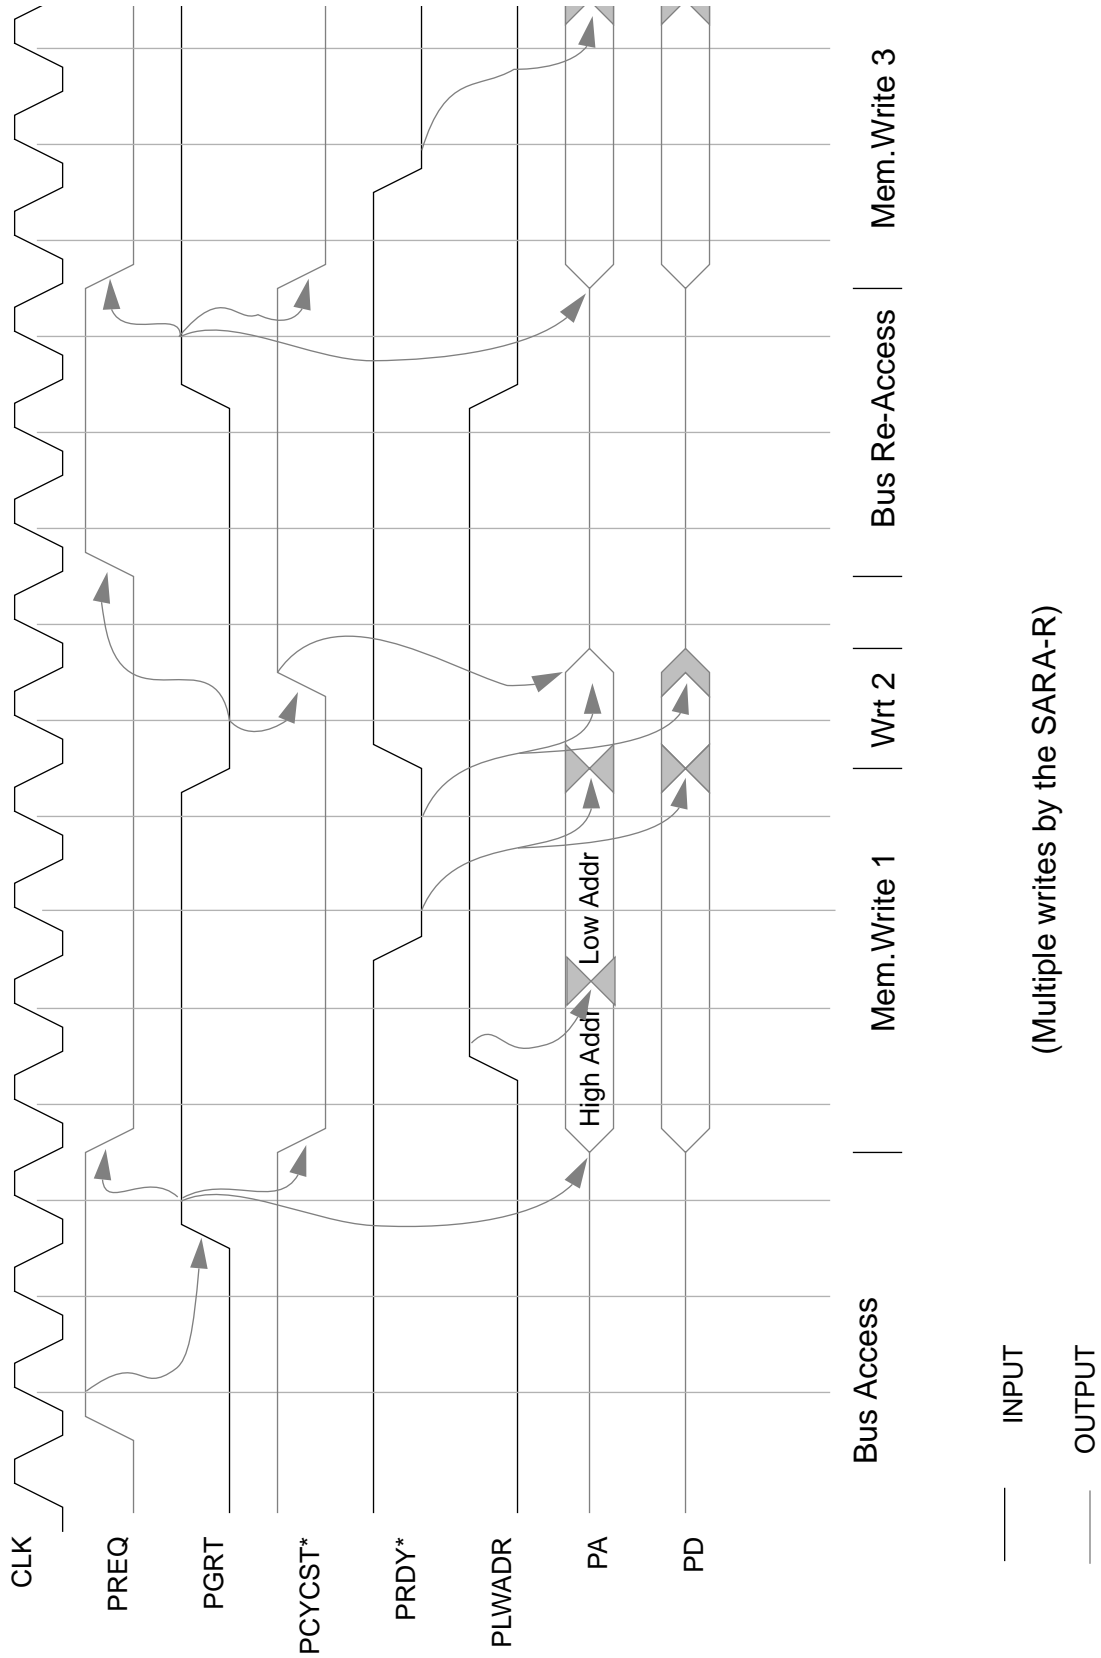 CLK
PREQ
PGRT
PCYCST*
PRDY*
PLWADR
PA
High Addr
Low Addr
PD
Bus Access
Mem.Write 1
Wrt 2
Bus Re-Access
Mem.Write 3
INPUT
OUTPUT
(Multiple writes by the SARA-R)